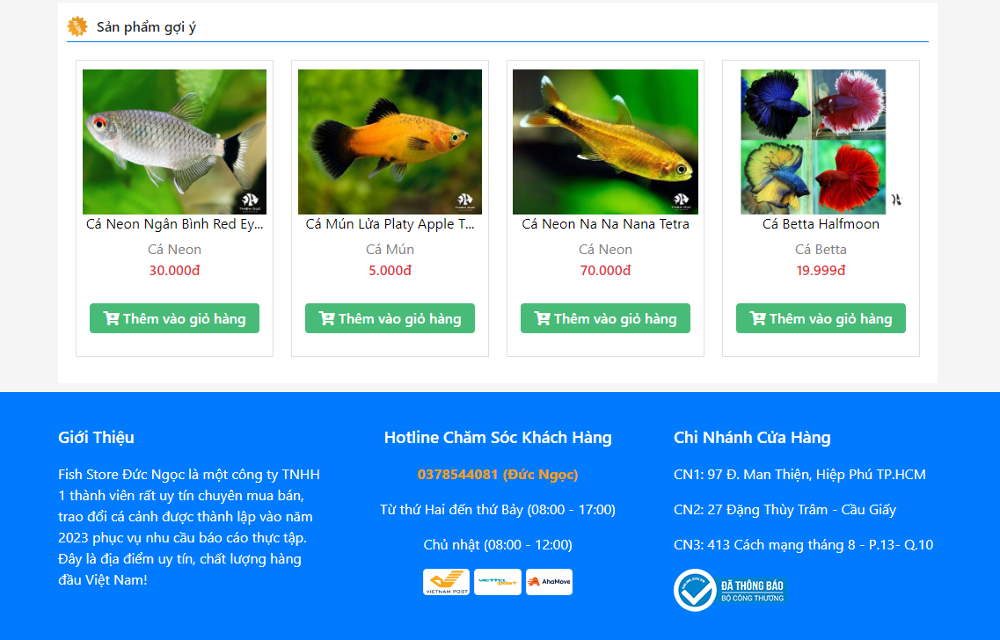 Sản phẩm gợi ý
Cá Neon Ngân Bình Red Ey...
Cá Neon
30.000đ
Thêm vào giỏ hàng
Cá Mún Lửa Platy Apple T...
Cá Mún
5.000đ
Thêm vào giỏ hàng
Cá Neon Na Na Nana Tetra
Cá Neon
70.000đ
Thêm vào giỏ hàng
Cá Betta Halfmoon
Cá Betta
19.999đ
Thêm vào giỏ hàng
Giới Thiệu
Fish Store Đức Ngọc là một công ty TNHH
1 thành viên rất uy tín chuyên mua bán,
trao đổi cá cảnh được thành lập vào năm
2023 phục vụ nhu cầu báo cáo thực tập.
Đây là địa điểm uy tín, chất lượng hàng
đầu Việt Nam!
Hotline Chăm Sóc Khách Hàng
0378544081 (Đức Ngọc)
Từ thứ Hai đến thứ Bảy (08:00 - 17:00)
Chủ nhật (08:00 - 12:00)
VIETNAM POST
viettel post
AhaMove
Chi Nhánh Cửa Hàng
CN1: 97 Đ. Man Thiện, Hiệp Phú TP.HCM
CN2: 27 Đặng Thùy Trâm - Cầu Giấy
CN3: 413 Cách mạng tháng 8 - P.13- Q.10
ONLINE.GOV.VN
ĐÃ THÔNG BÁO
BỘ CÔNG THƯƠNG